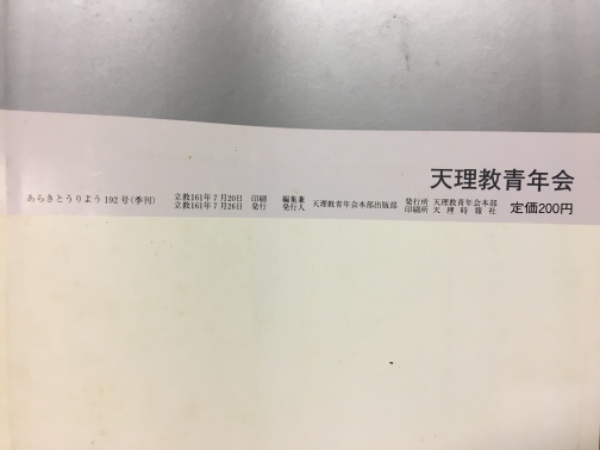 天理教青年会
あらきとうりよう 192号(季刊) 立教161年7月20日 印刷 編集兼 天理教青年会本部出版部 発行所 天理教青年会本部 定価200円
立教161年7月26日 発行 発行人 印刷所 天理時報社